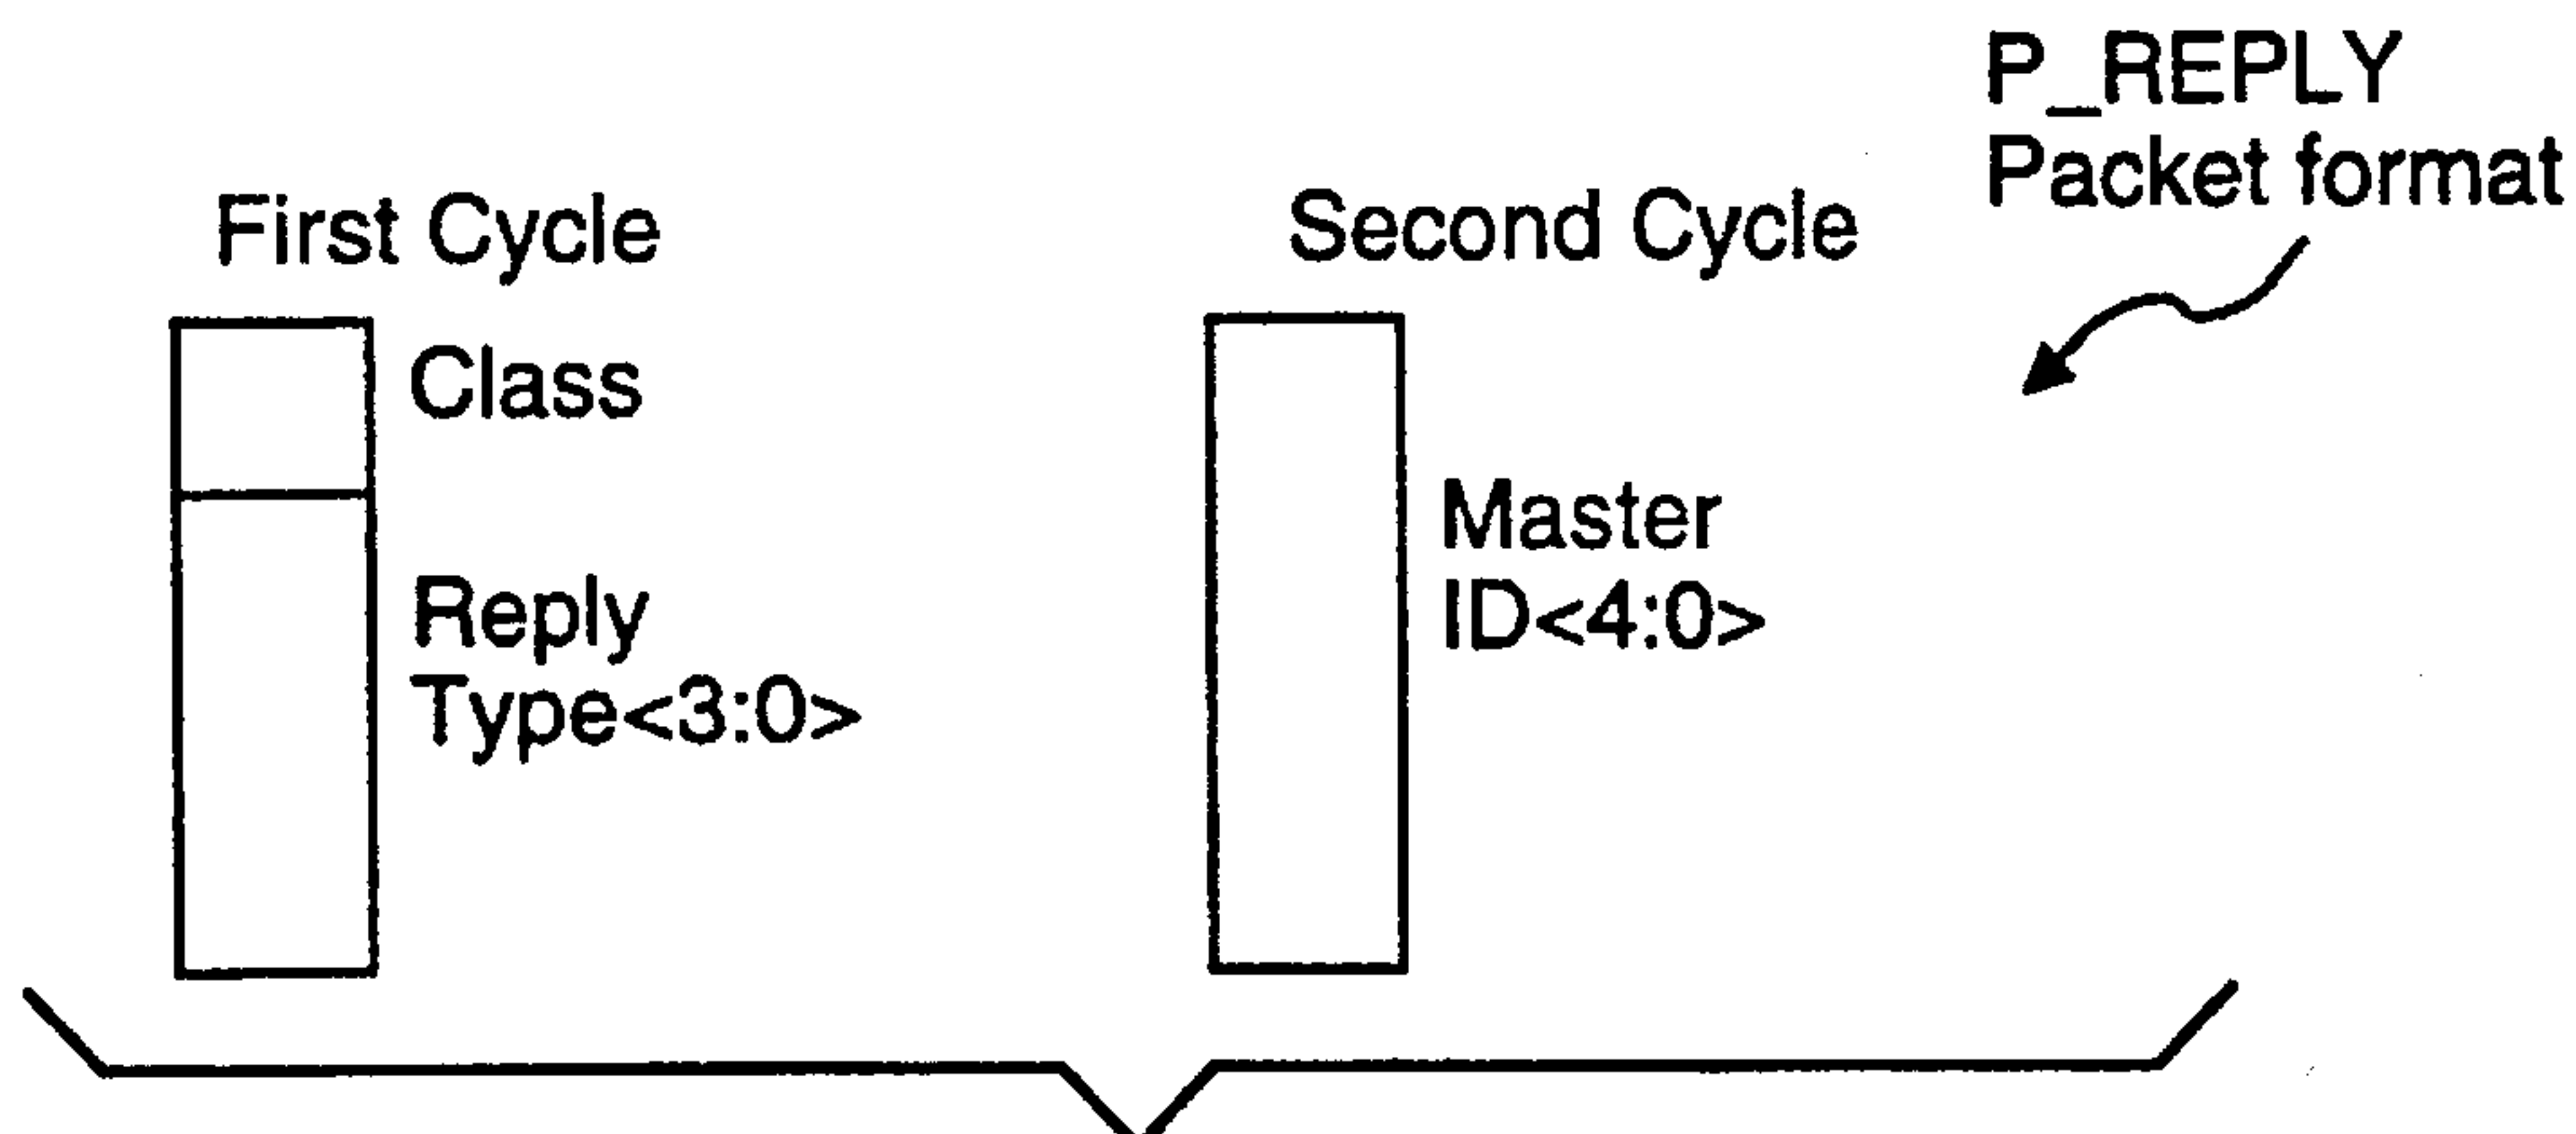 P_REPLY
Packet format
First Cycle
Second Cycle
Class
Reply
Type<3:0>
Master
ID<4:0>